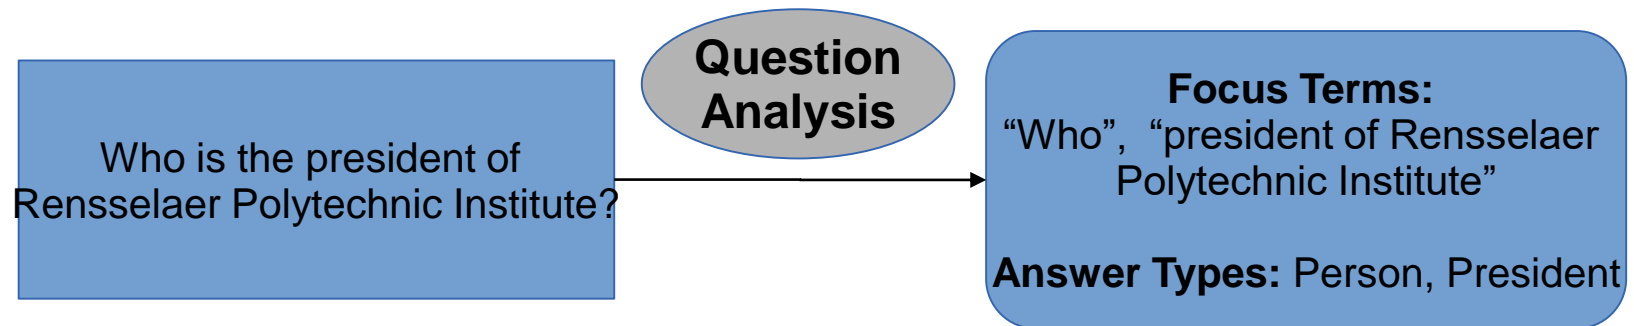 Who is the president of
Rensselaer Polytechnic Institute?
Question
Analysis
Focus Terms:
“Who”, “president of Rensselaer
Polytechnic Institute”
Answer Types: Person, President